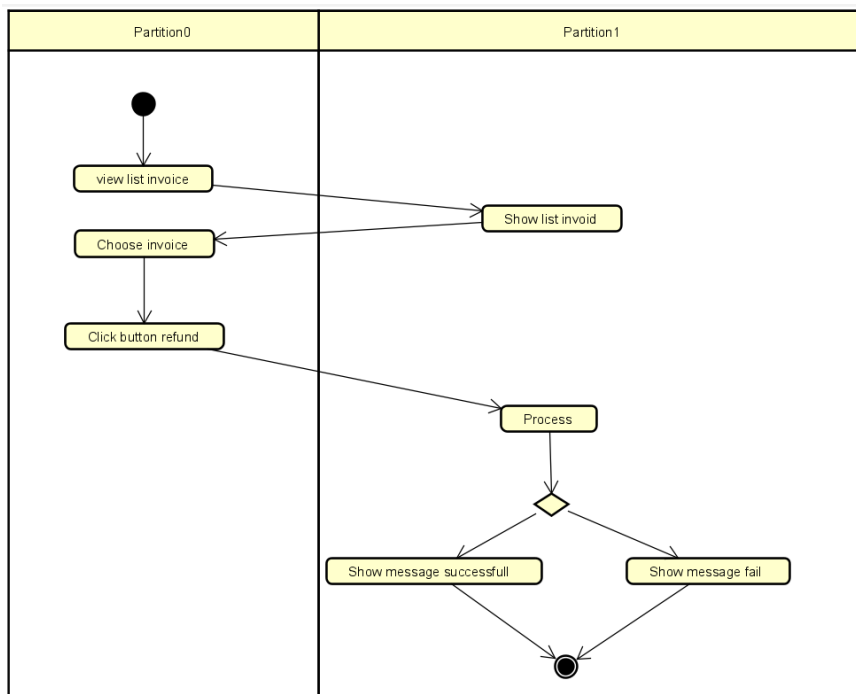 Partition0
Partition1
view list invoice
Show list invoid
Choose invoice
Click button refund
Process
Show message successfull
Show message fail